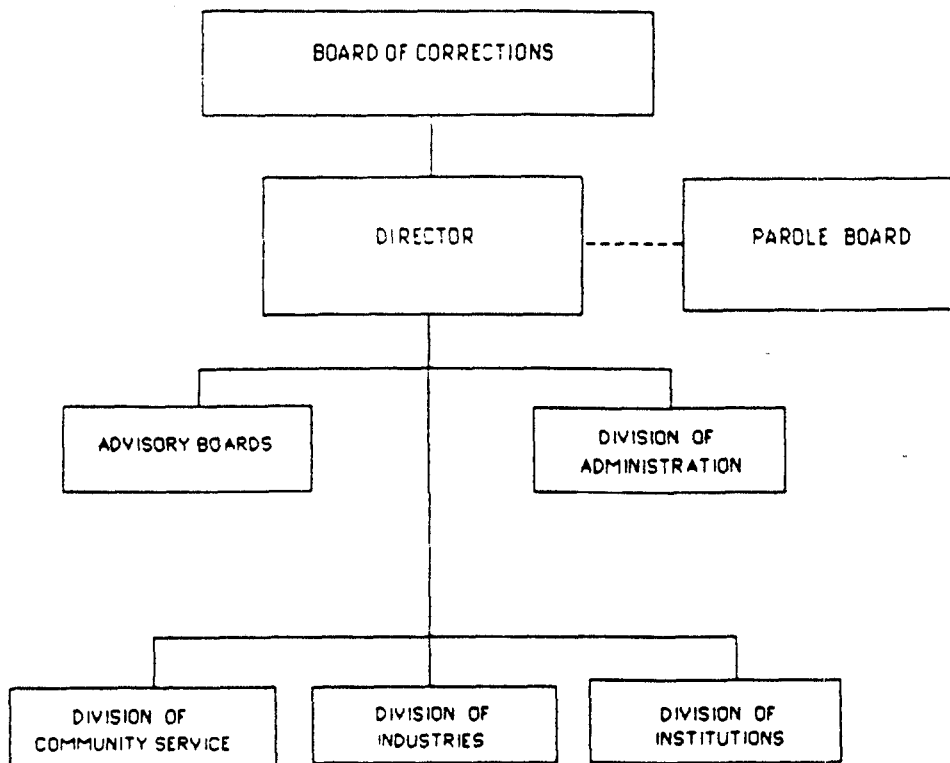 BOARD OF CORRECTIONS
DIRECTOR
PAROLE BOARD
ADVISORY BOARDS
DIVISION OF
ADMINISTRATION
DIVISION OF
COMMUNITY SERVICE
DIVISION OF
INDUSTRIES
DIVISION OF
INSTITUTIONS